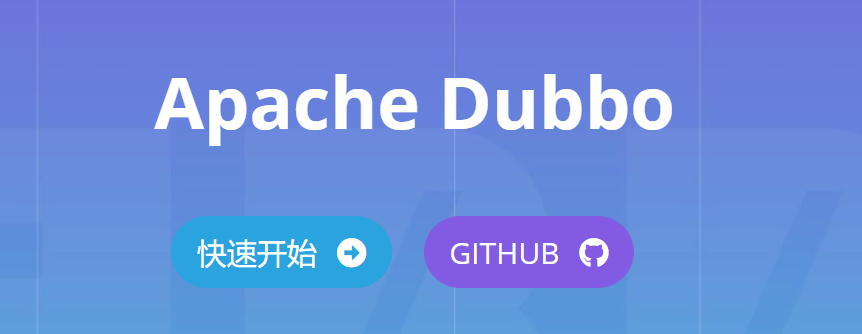 Apache Dubbo
快速开始 GITHUB